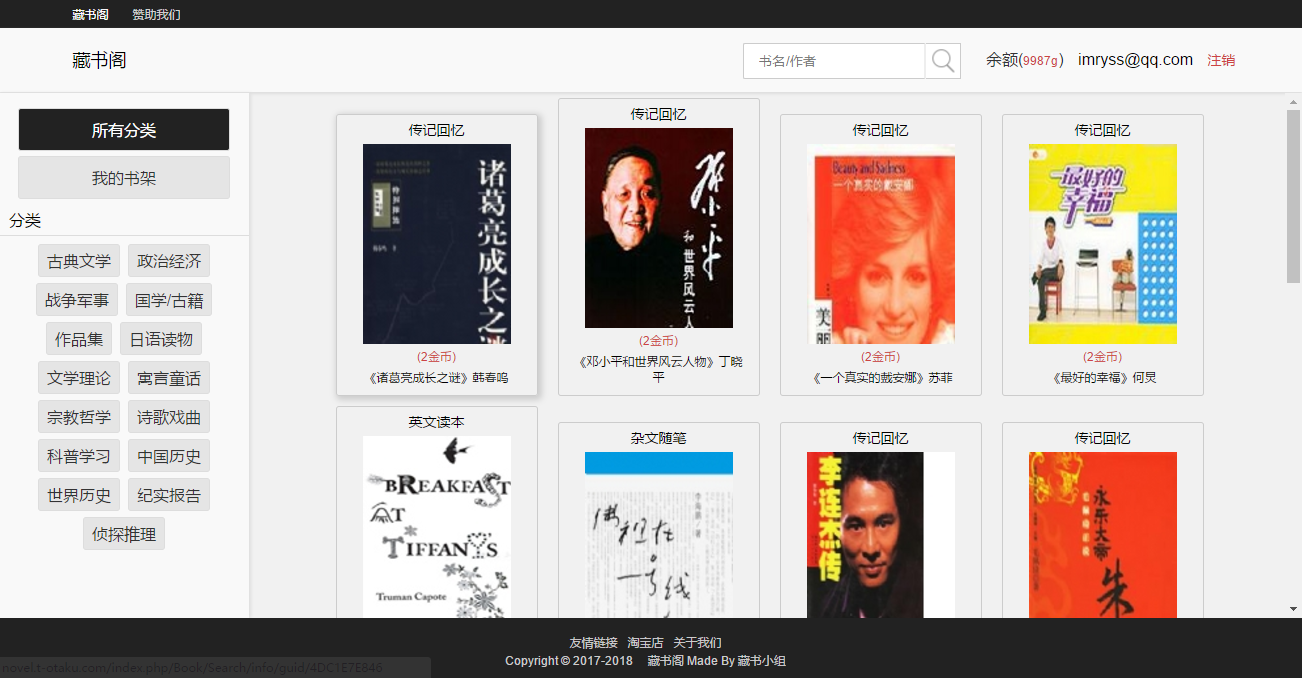 藏书阁 赞助我们
藏书阁
书名/作者
余额(9987g) imryss@qq.com 注销
所有分类
我的书架
分类
古典文学 政治经济
战争军事 国学/古籍
作品集 日语读物
文学理论 寓言童话
宗教哲学 诗歌戏曲
科普学习 中国历史
世界历史 纪实报告
侦探推理
传记回忆
诸葛亮成长之谜
(2金币)
《诸葛亮成长之谜》韩春鸣
传记回忆
邓小平
和世界风云人
(2金币)
《邓小平和世界风云人物》丁晓
平
传记回忆
Beauty and Sadness
一个真实的戴安娜
美丽
(2金币)
《一个真实的戴安娜》苏菲
传记回忆
最好的
幸福
(2金币)
《最好的幸福》何炅
英文读本
BREAKFAST
AT
TIFFANYS
Truman Capote
杂文随笔
佛祖在
一号线
传记回忆
李连杰传
传记回忆
永乐大帝
朱
友情链接 淘宝店 关于我们
Copyright © 2017-2018 藏书阁 Made By 藏书小组
novel.t-otaku.com/index.php/Book/Search/info/guid/4DC1E7E846